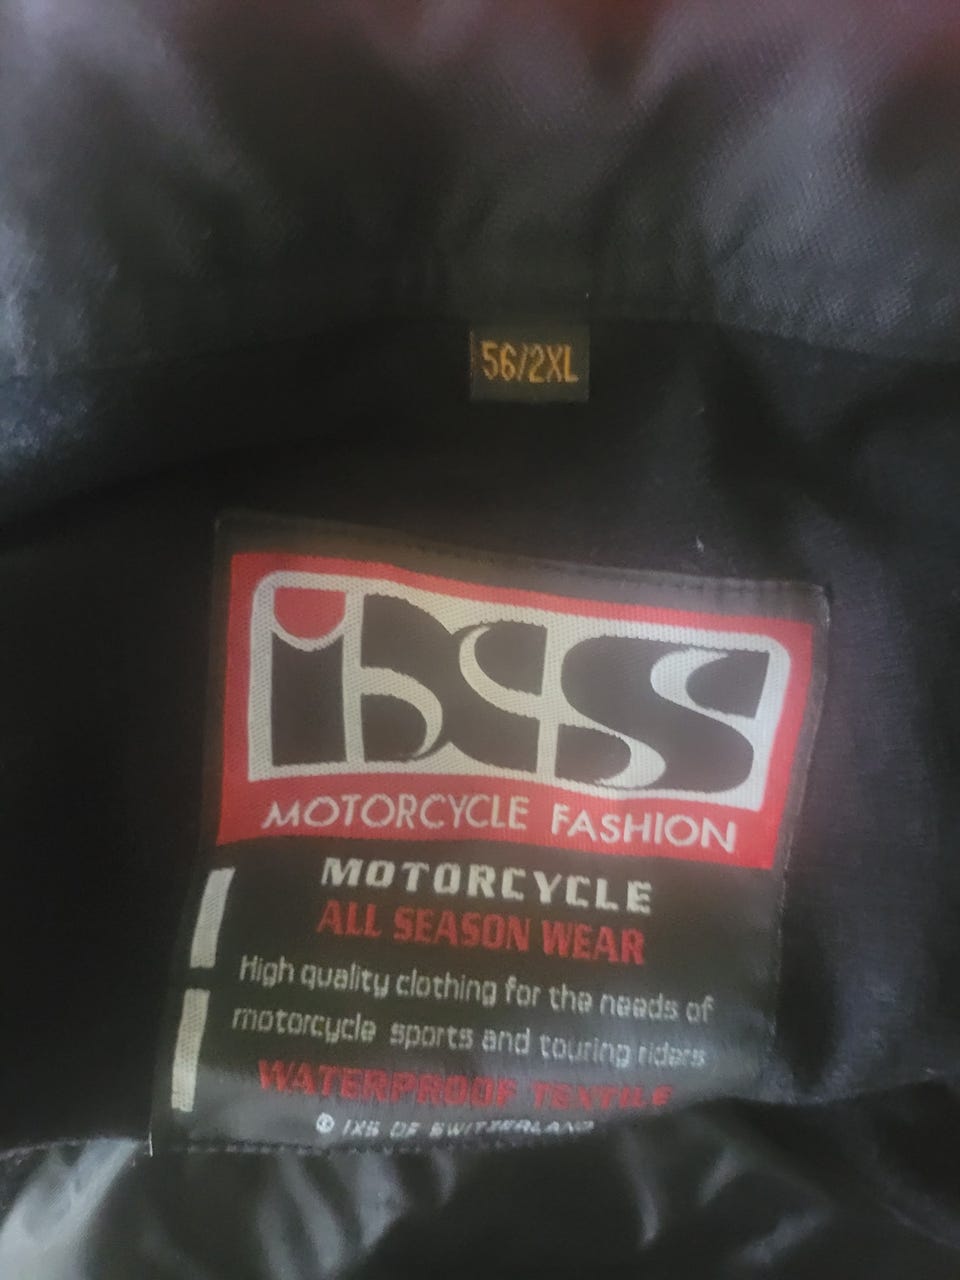 56/2XL
iXS
MOTORCYCLE FASHION
MOTORCYCLE
ALL SEASON WEAR
High quality clothing for the needs of
motorcycle sports and touring riders
WATERPROOF TEXTILE
© IXS OF SWITZERLAND